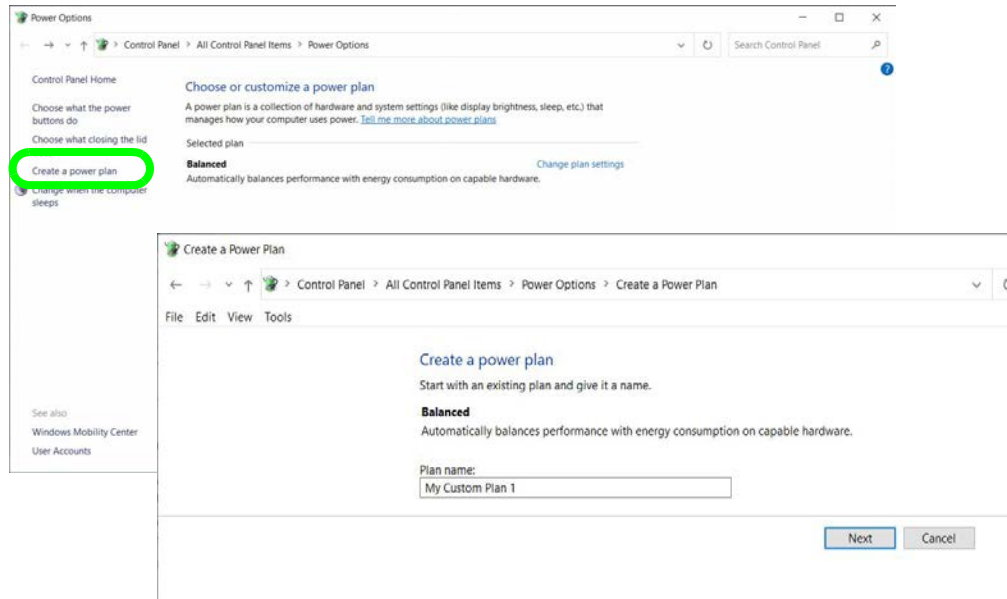 Power Options
Control Panel > All Control Panel Items > Power Options
Search Control Panel
Control Panel Home
Choose what the power
buttons do
Choose what closing the lid
Create a power plan
Change when the computer
sleeps
Choose or customize a power plan
A power plan is a collection of hardware and system settings (like display brightness, sleep, etc.) that
manages how your computer uses power. Tell me more about power plans
Selected plan
Balanced
Change plan settings
Automatically balances performance with energy consumption on capable hardware.
See also
Windows Mobility Center
User Accounts
Create a Power Plan
Control Panel > All Control Panel Items > Power Options > Create a Power Plan
File Edit View Tools
Create a power plan
Start with an existing plan and give it a name.
Balanced
Automatically balances performance with energy consumption on capable hardware.
Plan name:
My Custom Plan 1
Next Cancel